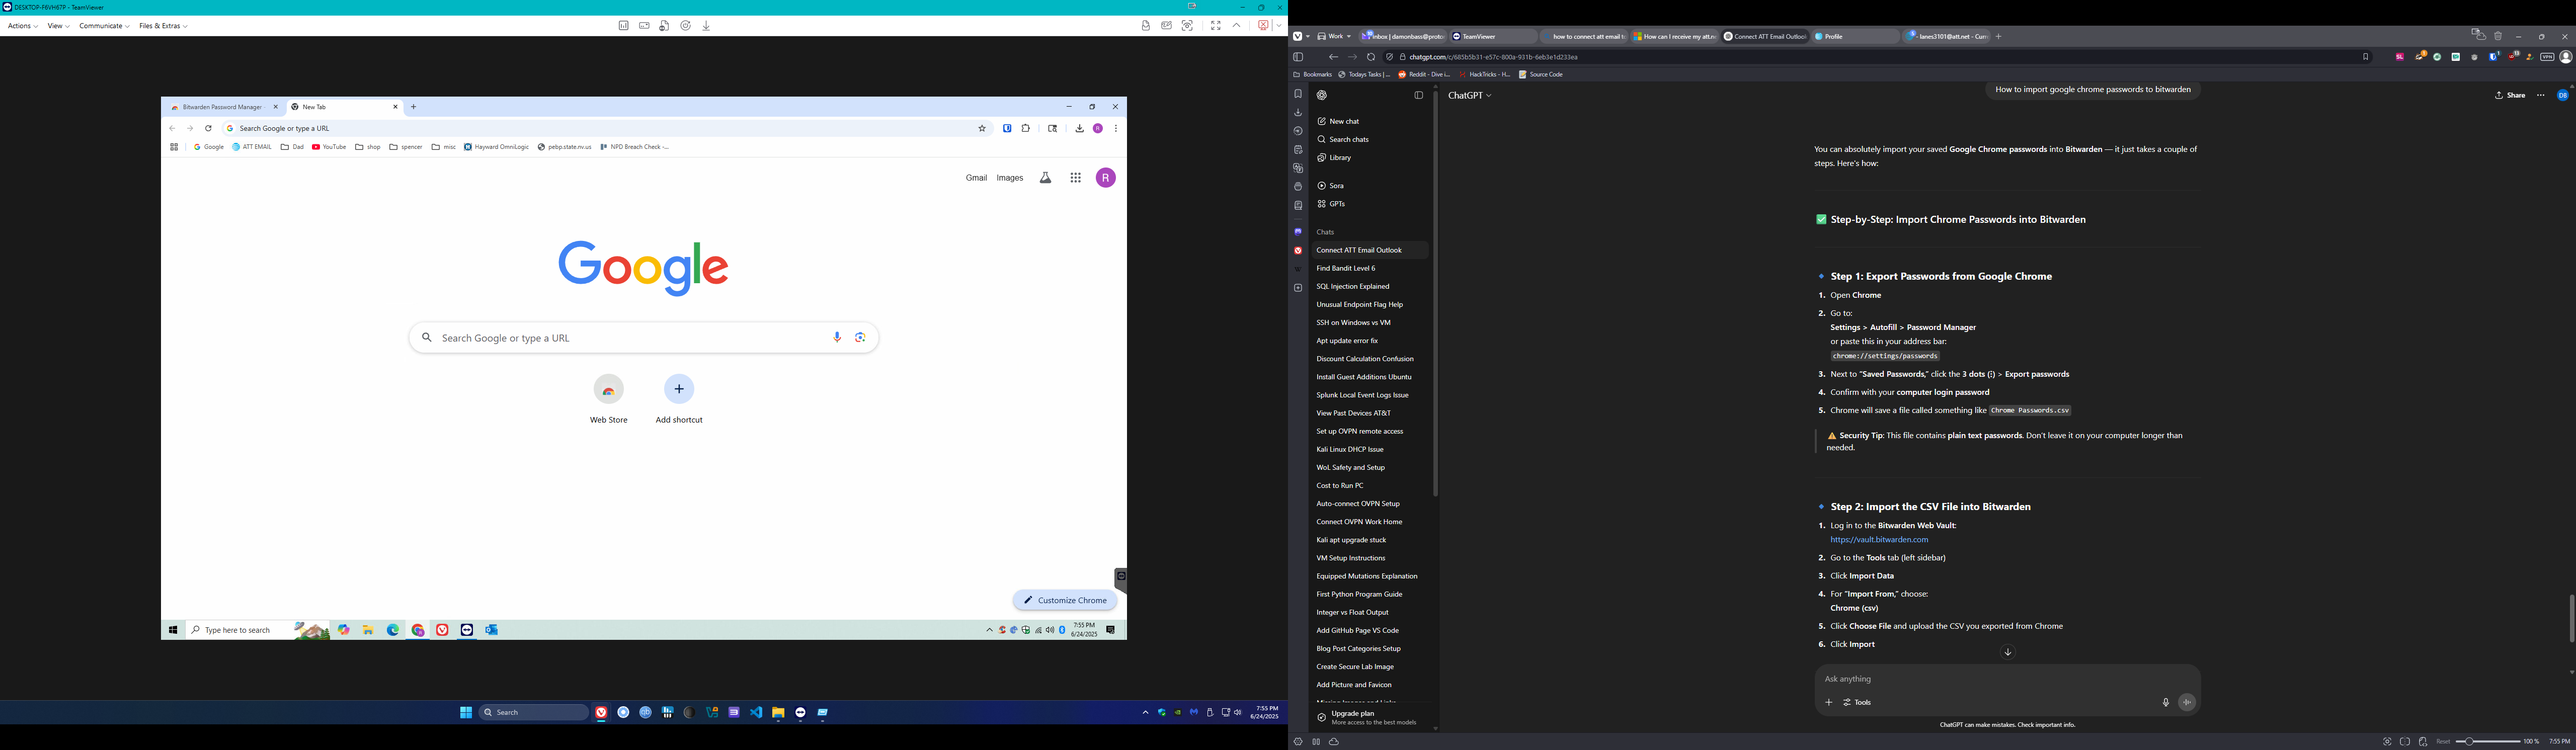 DESKTOP-F6VH67P - TeamViewer
Actions
View
Communicate
Files & Extras
Bitwarden Password Manager
New Tab
Search Google or type a URL
Google
ATT EMAIL
Dad
YouTube
shop
spencer
misc
Hayward OmniLogic
pebp.state.nv.us
NPD Breach Check -...
Gmail
Images
R
Google
Search Google or type a URL
Web Store
Add shortcut
Customize Chrome
Type here to search
7:55 PM
6/24/2025
Search
7:55 PM
6/24/2025
Work
Inbox | damonbass@proto
TeamViewer
how to connect att email t
How can I receive my att.n
Connect ATT Email Outlook
Profile
- lanes3101@att.net - Curr
chatgpt.com/c/685b5b31-e57c-800a-931b-6eb3e1d233ea
VPN
Bookmarks
Todays Tasks | ...
Reddit - Dive i...
HackTricks - H...
Source Code
New chat
Search chats
Library
Sora
GPTs
Chats
Connect ATT Email Outlook
Find Bandit Level 6
SQL Injection Explained
Unusual Endpoint Flag Help
SSH on Windows vs VM
Apt update error fix
Discount Calculation Confusion
Install Guest Additions Ubuntu
Splunk Local Event Logs Issue
View Past Devices AT&T
Set up OVPN remote access
Kali Linux DHCP Issue
WoL Safety and Setup
Cost to Run PC
Auto-connect OVPN Setup
Connect OVPN Work Home
Kali apt upgrade stuck
VM Setup Instructions
Equipped Mutations Explanation
First Python Program Guide
Integer vs Float Output
Add GitHub Page VS Code
Blog Post Categories Setup
Create Secure Lab Image
Add Picture and Favicon
Upgrade plan
More access to the best models
ChatGPT
Share
DB
How to import google chrome passwords to bitwarden
You can absolutely import your saved Google Chrome passwords into Bitwarden — it just takes a couple of
steps. Here's how:
✅ Step-by-Step: Import Chrome Passwords into Bitwarden
🔹 Step 1: Export Passwords from Google Chrome
1. Open Chrome
2. Go to:
Settings > Autofill > Password Manager
or paste this in your address bar:
chrome://settings/passwords
3. Next to "Saved Passwords," click the 3 dots (⋮) > Export passwords
4. Confirm with your computer login password
5. Chrome will save a file called something like Chrome Passwords.csv
⚠️ Security Tip: This file contains plain text passwords. Don't leave it on your computer longer than
needed.
🔹 Step 2: Import the CSV File into Bitwarden
1. Log in to the Bitwarden Web Vault:
https://vault.bitwarden.com
2. Go to the Tools tab (left sidebar)
3. Click Import Data
4. For "Import From," choose:
Chrome (csv)
5. Click Choose File and upload the CSV you exported from Chrome
6. Click Import
Ask anything
Tools
ChatGPT can make mistakes. Check important info.
Reset
100 %
7:55 PM